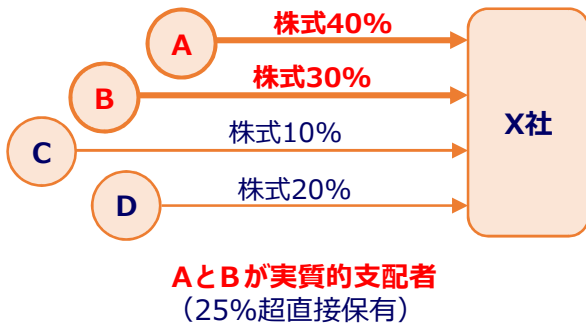 A
株式40%
B
株式30%
X社
C
株式10%
D
株式20%
AとBが実質的支配者
（25%超直接保有）